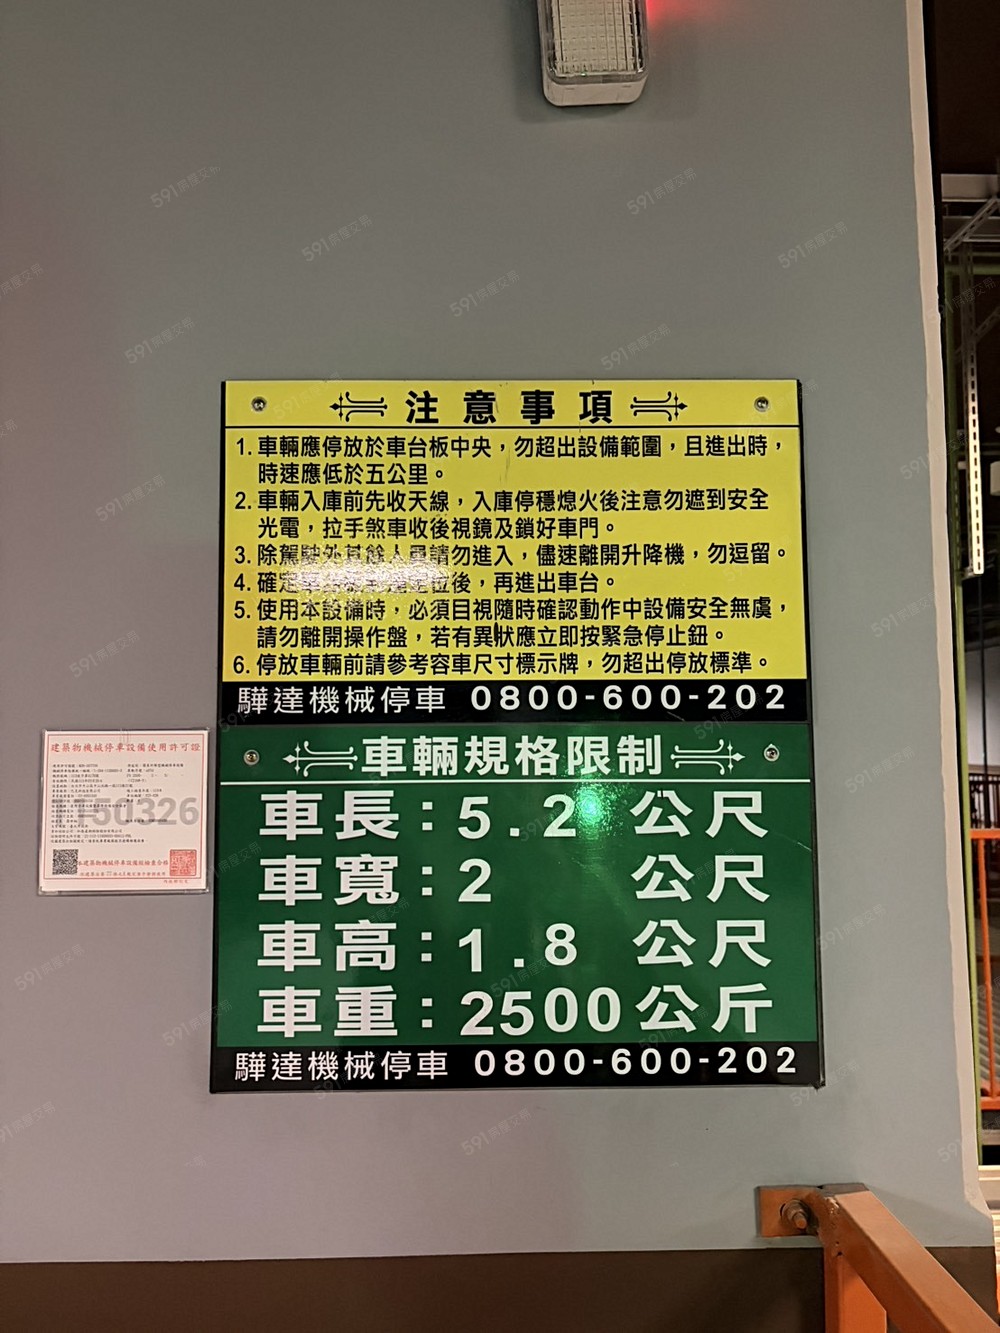 注意事項
1. 車輛應停放於車台板中央，勿超出設備範圍，且進出時，
時速應低於五公里。
2. 車輛入庫前先收天線，入庫停穩熄火後注意勿遮到安全
光電，拉手煞車收後視鏡及鎖好車門。
3. 除駕駛外其餘人員請勿進入，儘速離開升降機，勿逗留。
4. 確定位後，再進出車台。
5. 使用本設備時，必須目視隨時確認動作中設備安全無虞，
請勿離開操作盤，若有異狀應立即按緊急停止鈕。
6. 停放車輛前請參考容車尺寸標示牌，勿超出停放標準。
驊達機械停車 0800-600-202
車輛規格限制
車長：5.2 公尺
車寬：2 公尺
車高：1.8 公尺
車重：2500公斤
驊達機械停車 0800-600-202
建築物機械停車設備使用許可證
T50326
591房屋交易